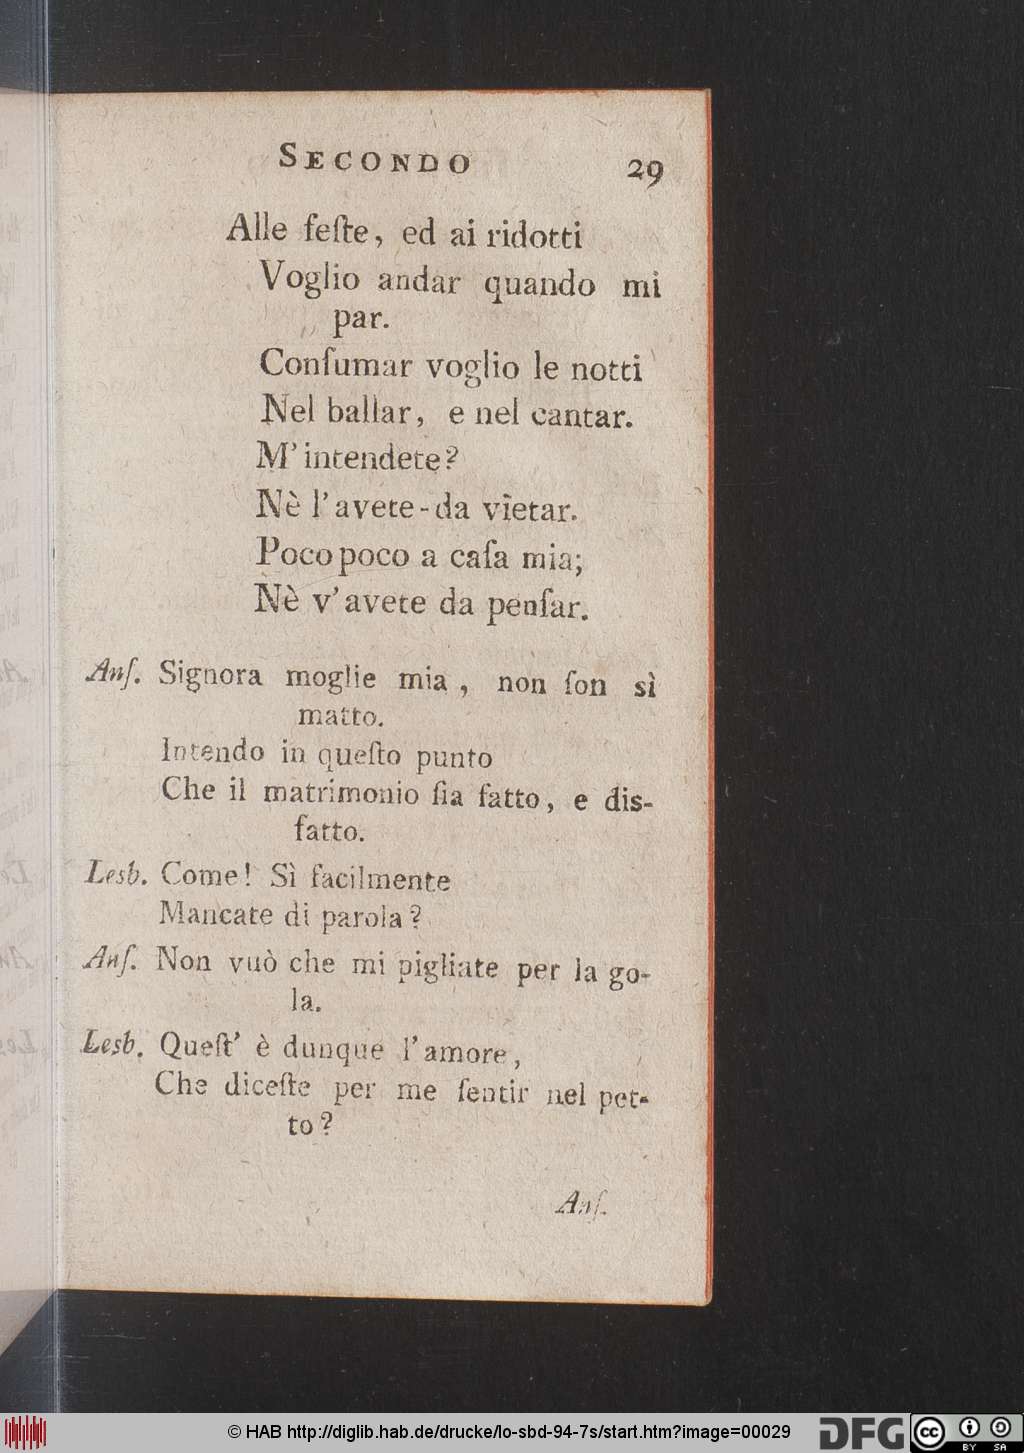 SECONDO 29
Alle feſte, ed ai ridotti
Voglio andar quando mi
par.
Conſumar voglio le notti
Nel ballar, e nel cantar.
M' intendete?
Nè l' avete-da vietar.
Poco poco a caſa mia;
Nè v' avete da penſar.
Anſ. Signora moglie mia, non ſon sì
matto.
Intendo in queſto punto
Che il matrimonio ſia fatto, e dis-
fatto.
Lesb. Come! Sì facilmente
Mancate di parola?
Anſ. Non vuò che mi pigliate per la go-
la.
Lesb. Queſt' è dunque l' amore,
Che diceſte per me ſentir nel pet-
to?
Anſ.
© HAB http://diglib.hab.de/drucke/lo-sbd-94-7s/start.htm?image=00029
DFG cc BY SA